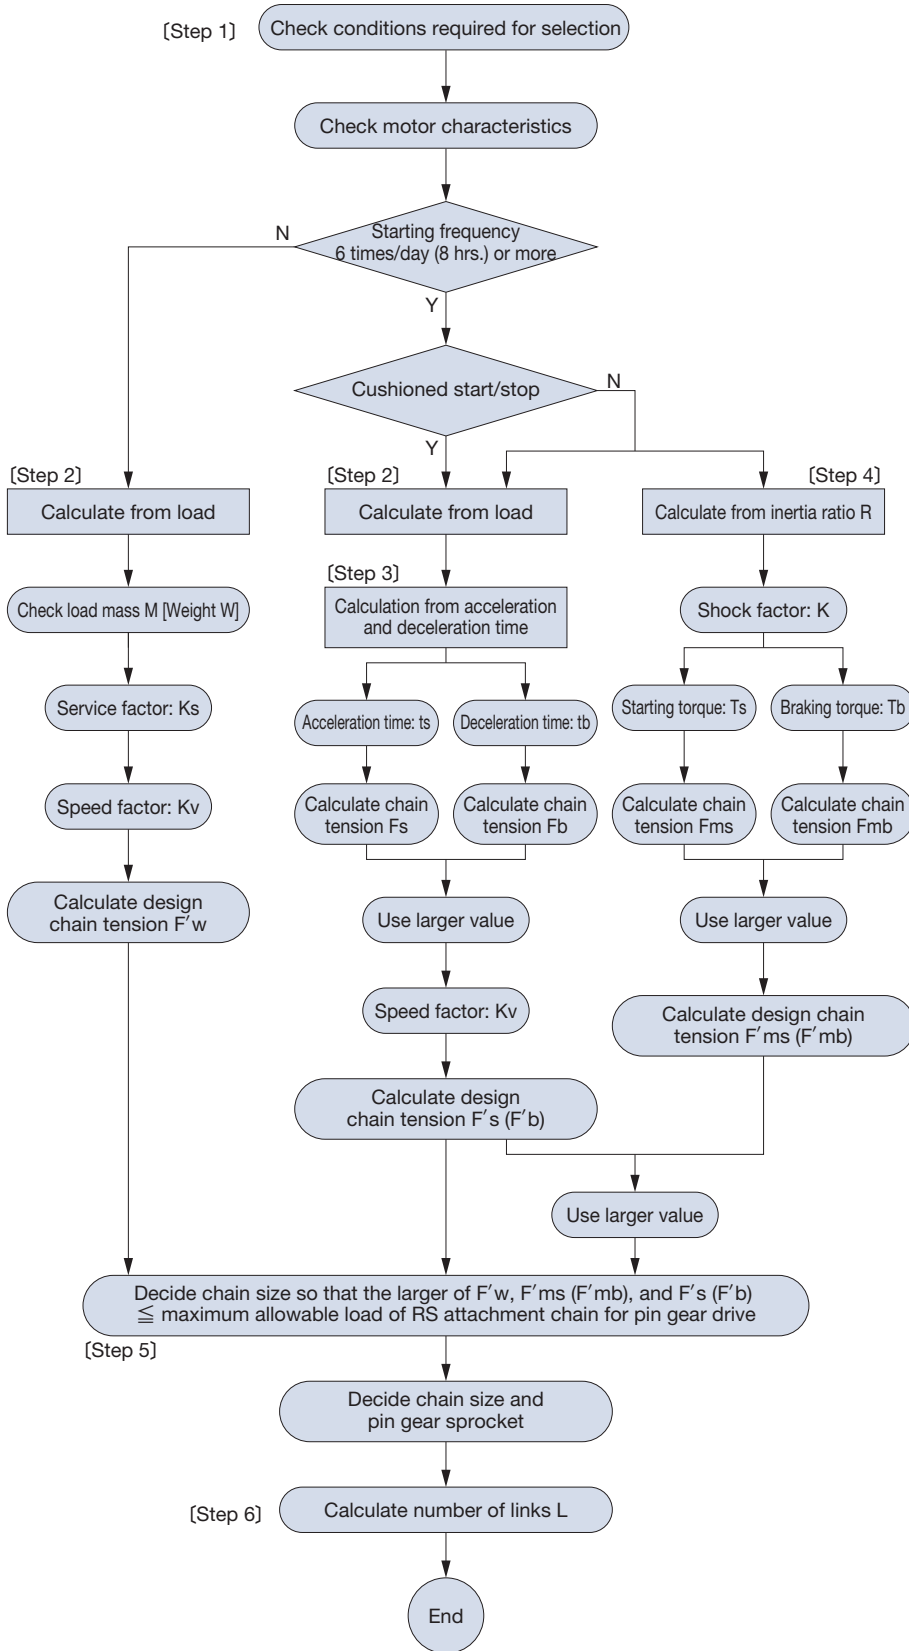 [Step 1]
Check conditions required for selection
Check motor characteristics
Starting frequency
6 times/day (8 hrs.) or more
N
Y
Cushioned start/stop
N
Y
[Step 2]
Calculate from load
[Step 2]
Calculate from load
[Step 4]
Calculate from inertia ratio R
[Step 3]
Calculation from acceleration
and deceleration time
Check load mass M [Weight W]
Shock factor: K
Service factor: Ks
Acceleration time: ts
Deceleration time: tb
Starting torque: Ts
Braking torque: Tb
Speed factor: Kv
Calculate chain
tension Fs
Calculate chain
tension Fb
Calculate chain
tension Fms
Calculate chain
tension Fmb
Calculate design
chain tension F′w
Use larger value
Use larger value
Speed factor: Kv
Calculate design chain
tension F′ms (F′mb)
Calculate design
chain tension F′s (F′b)
Use larger value
Decide chain size so that the larger of F′w, F′ms (F′mb), and F′s (F′b)
≦ maximum allowable load of RS attachment chain for pin gear drive
[Step 5]
Decide chain size and
pin gear sprocket
[Step 6]
Calculate number of links L
End